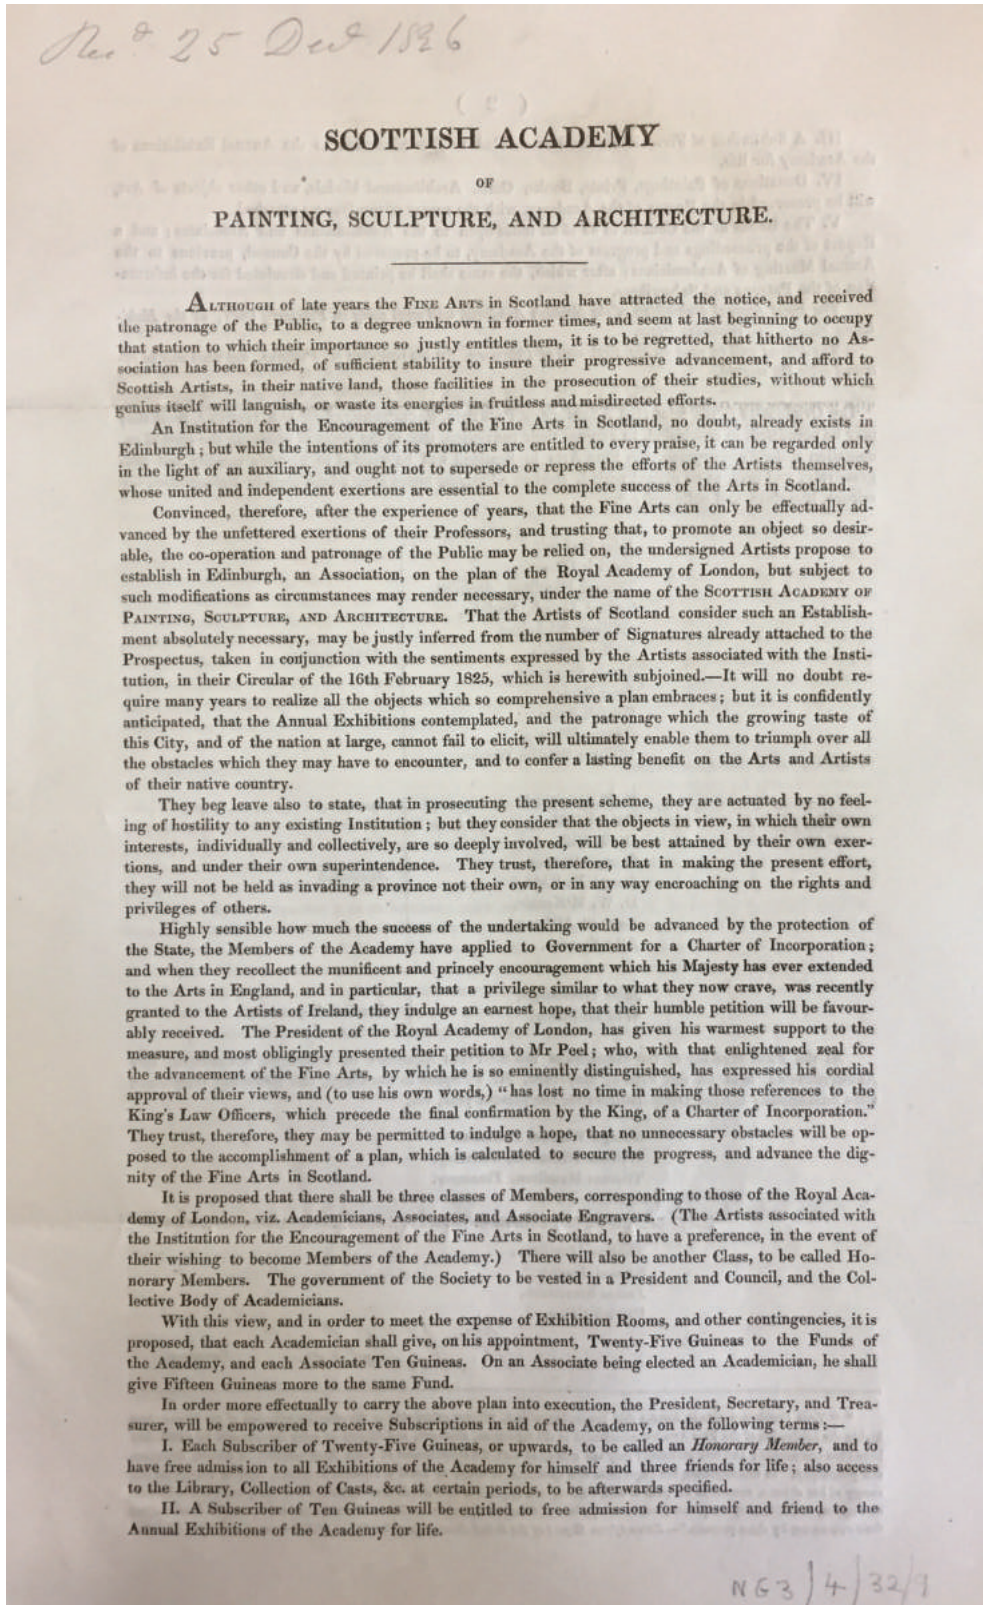 Recd 25 Decr 1826
SCOTTISH ACADEMY
OF
PAINTING, SCULPTURE, AND ARCHITECTURE.
ALTHOUGH of late years the FINE ARTS in Scotland have attracted the notice, and received
the patronage of the Public, to a degree unknown in former times, and seem at last beginning to occupy
that station to which their importance so justly entitles them, it is to be regretted, that hitherto no As-
sociation has been formed, of sufficient stability to insure their progressive advancement, and afford to
Scottish Artists, in their native land, those facilities in the prosecution of their studies, without which
genius itself will languish, or waste its energies in fruitless and misdirected efforts.
An Institution for the Encouragement of the Fine Arts in Scotland, no doubt, already exists in
Edinburgh; but while the intentions of its promoters are entitled to every praise, it can be regarded only
in the light of an auxiliary, and ought not to supersede or repress the efforts of the Artists themselves,
whose united and independent exertions are essential to the complete success of the Arts in Scotland.
Convinced, therefore, after the experience of years, that the Fine Arts can only be effectually ad-
vanced by the unfettered exertions of their Professors, and trusting that, to promote an object so desir-
able, the co-operation and patronage of the Public may be relied on, the undersigned Artists propose to
establish in Edinburgh, an Association, on the plan of the Royal Academy of London, but subject to
such modifications as circumstances may render necessary, under the name of the SCOTTISH ACADEMY OF
PAINTING, SCULPTURE, AND ARCHITECTURE. That the Artists of Scotland consider such an Establish-
ment absolutely necessary, may be justly inferred from the number of Signatures already attached to the
Prospectus, taken in conjunction with the sentiments expressed by the Artists associated with the Insti-
tution, in their Circular of the 16th February 1825, which is herewith subjoined.—It will no doubt re-
quire many years to realize all the objects which so comprehensive a plan embraces; but it is confidently
anticipated, that the Annual Exhibitions contemplated, and the patronage which the growing taste of
this City, and of the nation at large, cannot fail to elicit, will ultimately enable them to triumph over all
the obstacles which they may have to encounter, and to confer a lasting benefit on the Arts and Artists
of their native country.
They beg leave also to state, that in prosecuting the present scheme, they are actuated by no feel-
ing of hostility to any existing Institution; but they consider that the objects in view, in which their own
interests, individually and collectively, are so deeply involved, will be best attained by their own exer-
tions, and under their own superintendence. They trust, therefore, that in making the present effort,
they will not be held as invading a province not their own, or in any way encroaching on the rights and
privileges of others.
Highly sensible how much the success of the undertaking would be advanced by the protection of
the State, the Members of the Academy have applied to Government for a Charter of Incorporation;
and when they recollect the munificent and princely encouragement which his Majesty has ever extended
to the Arts in England, and in particular, that a privilege similar to what they now crave, was recently
granted to the Artists of Ireland, they indulge an earnest hope, that their humble petition will be favour-
ably received. The President of the Royal Academy of London, has given his warmest support to the
measure, and most obligingly presented their petition to Mr Peel; who, with that enlightened zeal for
the advancement of the Fine Arts, by which he is so eminently distinguished, has expressed his cordial
approval of their views, and (to use his own words,) "has lost no time in making those references to the
King's Law Officers, which precede the final confirmation by the King, of a Charter of Incorporation."
They trust, therefore, they may be permitted to indulge a hope, that no unnecessary obstacles will be op-
posed to the accomplishment of a plan, which is calculated to secure the progress, and advance the dig-
nity of the Fine Arts in Scotland.
It is proposed that there shall be three classes of Members, corresponding to those of the Royal Aca-
demy of London, viz. Academicians, Associates, and Associate Engravers. (The Artists associated with
the Institution for the Encouragement of the Fine Arts in Scotland, to have a preference, in the event of
their wishing to become Members of the Academy.) There will also be another Class, to be called Ho-
norary Members. The government of the Society to be vested in a President and Council, and the Col-
lective Body of Academicians.
With this view, and in order to meet the expense of Exhibition Rooms, and other contingencies, it is
proposed, that each Academician shall give, on his appointment, Twenty-Five Guineas to the Funds of
the Academy, and each Associate Ten Guineas. On an Associate being elected an Academician, he shall
give Fifteen Guineas more to the same Fund.
In order more effectually to carry the above plan into execution, the President, Secretary, and Trea-
surer, will be empowered to receive Subscriptions in aid of the Academy, on the following terms:—
I. Each Subscriber of Twenty-Five Guineas, or upwards, to be called an Honorary Member, and to
have free admission to all Exhibitions of the Academy for himself and three friends for life; also access
to the Library, Collection of Casts, &c. at certain periods, to be afterwards specified.
II. A Subscriber of Ten Guineas will be entitled to free admission for himself and friend to the
Annual Exhibitions of the Academy for life.
NG3/4/32/9